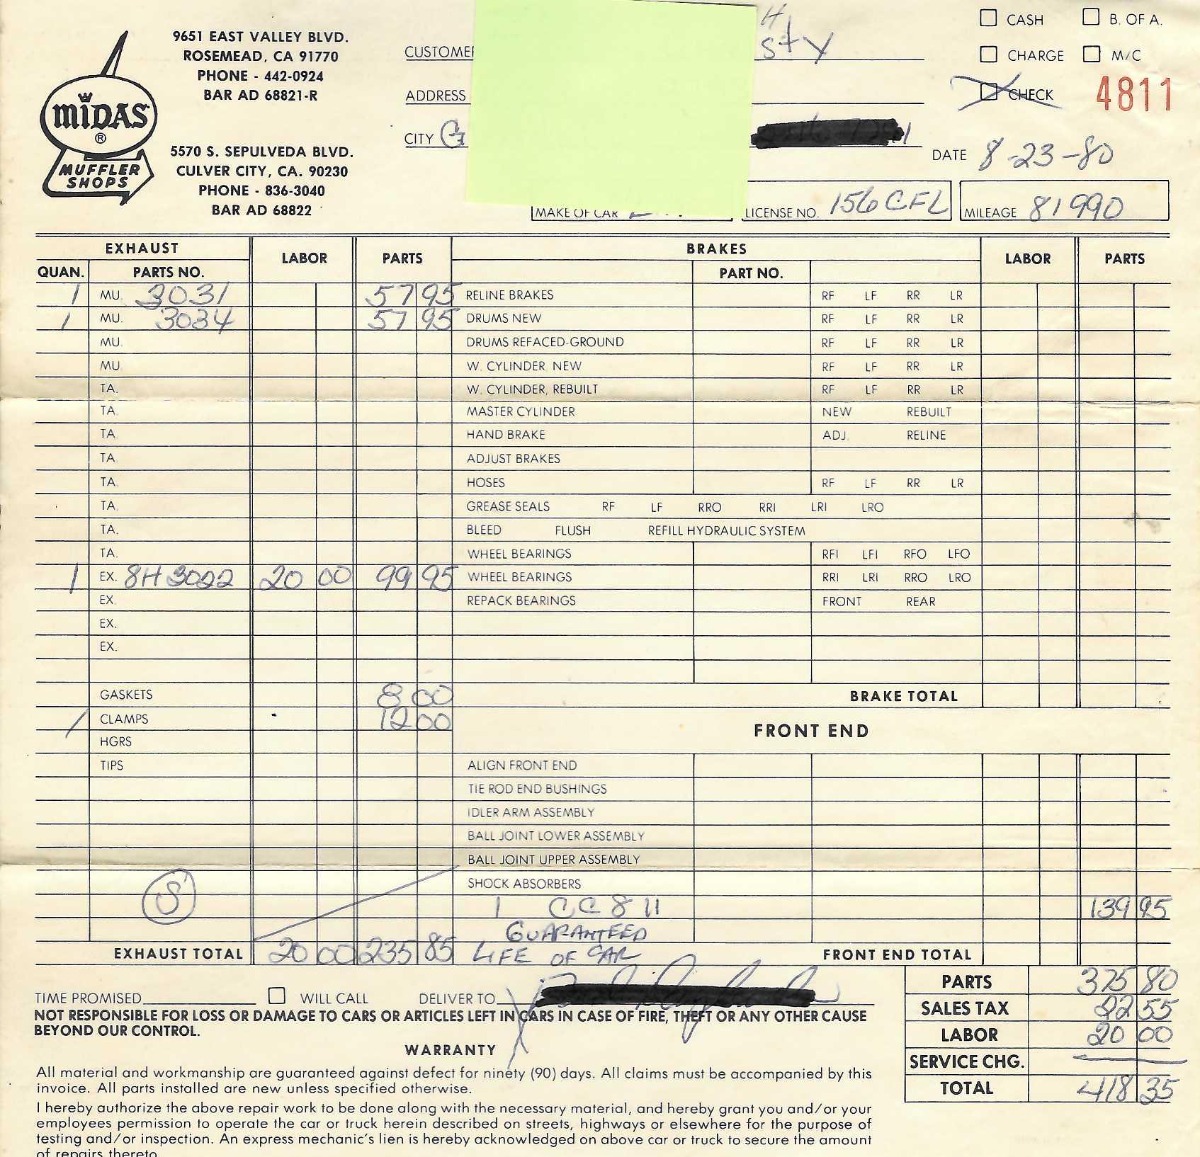 9651 EAST VALLEY BLVD.
ROSEMEAD, CA 91770
PHONE - 442-0924
BAR AD 68821-R
MIDAS ®
MUFFLER SHOPS
5570 S. SEPULVEDA BLVD.
CULVER CITY, CA. 90230
PHONE - 836-3040
BAR AD 68822
CUSTOMER
ADDRESS
CITY G
CASH B. OF A.
CHARGE M/C
CHECK 4811
DATE 8-23-80
MAKE OF CAR LICENSE NO. 156 CFL MILEAGE 81990
EXHAUST LABOR PARTS BRAKES LABOR PARTS
QUAN. PARTS NO. PART NO.
1 MU. 3031 57 95 RELINE BRAKES RF LF RR LR
1 MU. 3034 57 95 DRUMS NEW RF LF RR LR
MU. DRUMS REFACED-GROUND RF LF RR LR
MU. W. CYLINDER, NEW RF LF RR LR
TA. W. CYLINDER, REBUILT RF LF RR LR
TA. MASTER CYLINDER NEW REBUILT
TA. HAND BRAKE ADJ. RELINE
TA. ADJUST BRAKES
TA. HOSES RF LF RR LR
TA. GREASE SEALS RF LF RRO RRI LRI LRO
TA. BLEED FLUSH REFILL HYDRAULIC SYSTEM
TA. WHEEL BEARINGS RFI LFI RFO LFO
1 EX. 8H 3022 20 00 99 95 WHEEL BEARINGS RRI LRI RRO LRO
EX. REPACK BEARINGS FRONT REAR
EX.
EX.
GASKETS 8 00 BRAKE TOTAL
1 CLAMPS 12 00
FRONT END
HGRS
TIPS ALIGN FRONT END
TIE ROD END BUSHINGS
IDLER ARM ASSEMBLY
BALL JOINT LOWER ASSEMBLY
BALL JOINT UPPER ASSEMBLY
SHOCK ABSORBERS
S 1 CC 8 11 139 95
GUARANTEED
EXHAUST TOTAL 20 00 235 85 LIFE OF CAR FRONT END TOTAL
TIME PROMISED WILL CALL DELIVER TO
NOT RESPONSIBLE FOR LOSS OR DAMAGE TO CARS OR ARTICLES LEFT IN CARS IN CASE OF FIRE, THEFT OR ANY OTHER CAUSE
BEYOND OUR CONTROL.
PARTS 375 80
SALES TAX 22 55
LABOR 20 00
SERVICE CHG.
TOTAL 418 35
WARRANTY
All material and workmanship are guaranteed against defect for ninety (90) days. All claims must be accompanied by this
invoice. All parts installed are new unless specified otherwise.
I hereby authorize the above repair work to be done along with the necessary material, and hereby grant you and/or your
employees permission to operate the car or truck herein described on streets, highways or elsewhere for the purpose of
testing and/or inspection. An express mechanic's lien is hereby acknowledged on above car or truck to secure the amount
of repairs thereto.